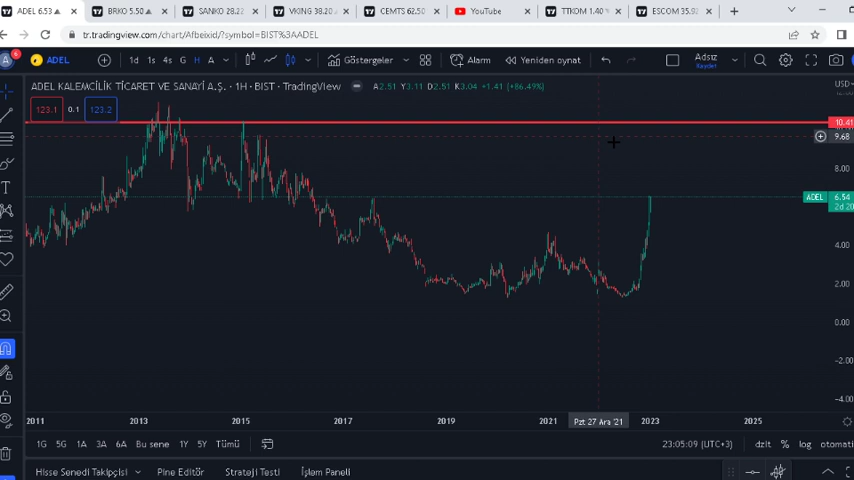 ADEL 6.53 ▲ × BRKO 5.50 ▲ × SANKO 28.22 × VKING 38.20 ▲ × CEMTS 62.50 × YouTube × TTKOM 1.40 × ESCOM 35.92 × +
tr.tradingview.com/chart/Afbeixid/?symbol=BIST%3AADEL
A 6 ADEL 1d 1s 4s G H A Göstergeler Alarm Yeniden oynat Adsız
Kaydet
ADEL KALEMCİLİK TİCARET VE SANAYİ A.Ş. · 1H · BIST · TradingView A2.51 Y3.11 D2.51 K3.04 +1.41 (+86.49%) USD
123.1 0.1 123.2
10.41
9.68
8.00
ADEL 6.54
4.00
2.00
0.00
−2.00
−4.00
2011 2013 2015 2017 2019 2021 Pzt 27 Ara '21 2023 2025
1G 5G 1A 3A 6A Bu sene 1Y 5Y Tümü 23:05:09 (UTC+3) dzlt % log otomati
Hisse Senedi Takipçisi Pine Editör Strateji Testi İşlem Paneli